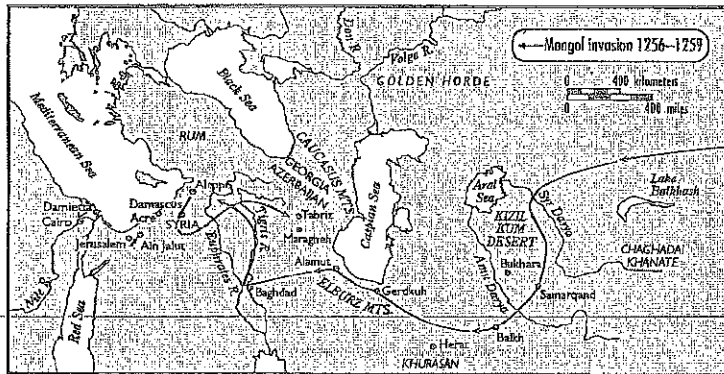 Mongol invasion 1256–1259
0 400 kilometers
0 400 miles
Don R.
Volga R.
GOLDEN HORDE
Black Sea
Mediterranean Sea
RUM
CAUCASUS MTS.
GEORGIA
AZERBAIJAN
Caspian Sea
Aral Sea
Syr Darya
Lake Balkhash
KIZIL KUM DESERT
CHAGHADA KHANATE
Bukhara
Amu Darya
Samarqand
Aleppo
Tabriz
Maragheh
Tigris R.
Damietta
Cairo
Damascus
Acre
SYRIA
Jerusalem
Ain Jalut
Euphrates R.
Baghdad
Alamut
ELBURZ MTS.
Gerdkuh
Balkh
Herat
KHURASAN
Nile R.
Red Sea